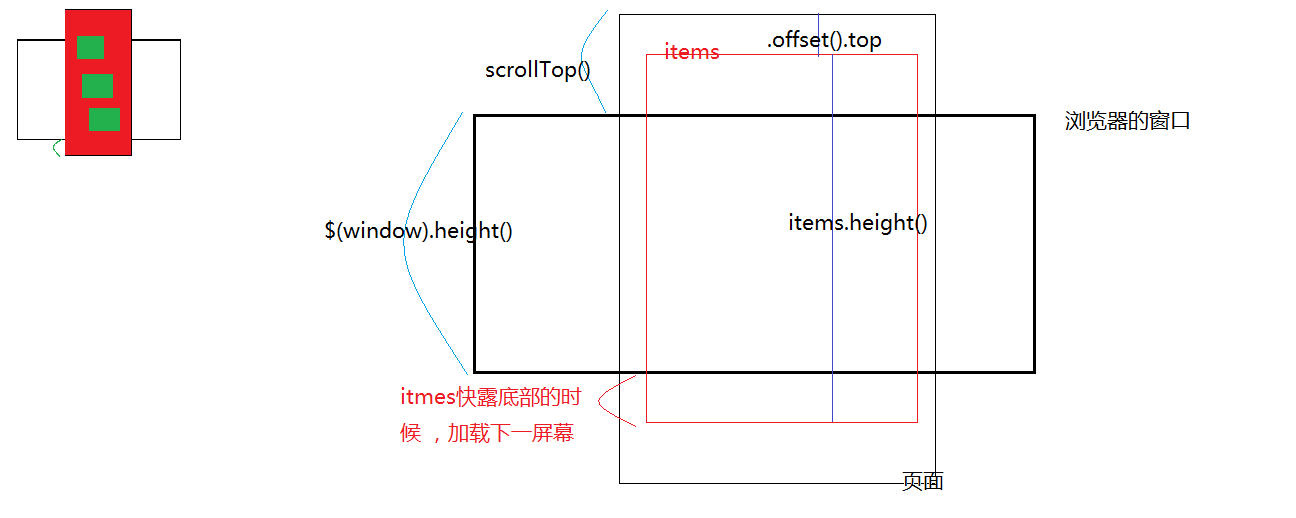 .offset().top
items
scrollTop()
浏览器的窗口
$(window).height()
items.height()
itmes快露底部的时
候 ，加载下一屏幕
页面